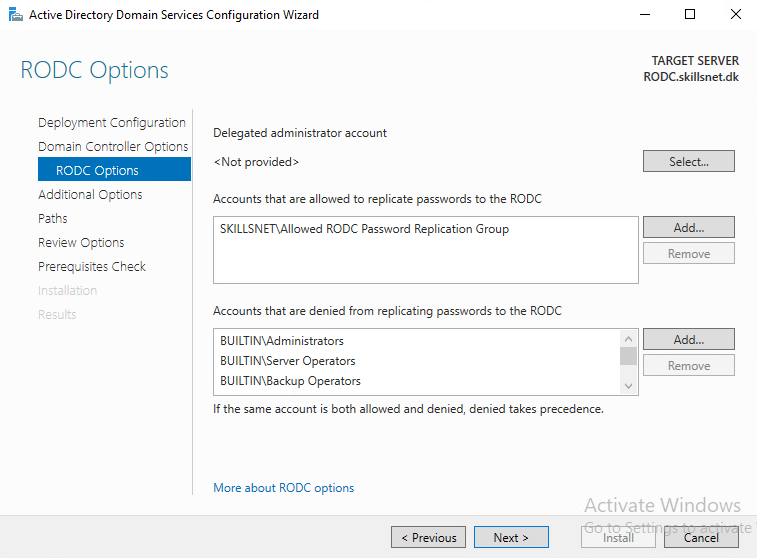 Active Directory Domain Services Configuration Wizard
RODC Options
TARGET SERVER
RODC.skillsnet.dk
Deployment Configuration
Domain Controller Options
RODC Options
Additional Options
Paths
Review Options
Prerequisites Check
Installation
Results
Delegated administrator account
<Not provided>
Select...
Accounts that are allowed to replicate passwords to the RODC
SKILLSNET\Allowed RODC Password Replication Group
Add...
Remove
Accounts that are denied from replicating passwords to the RODC
BUILTIN\Administrators
BUILTIN\Server Operators
BUILTIN\Backup Operators
Add...
Remove
If the same account is both allowed and denied, denied takes precedence.
More about RODC options
Activate Windows
Go to Settings to activate
< Previous
Next >
Install
Cancel